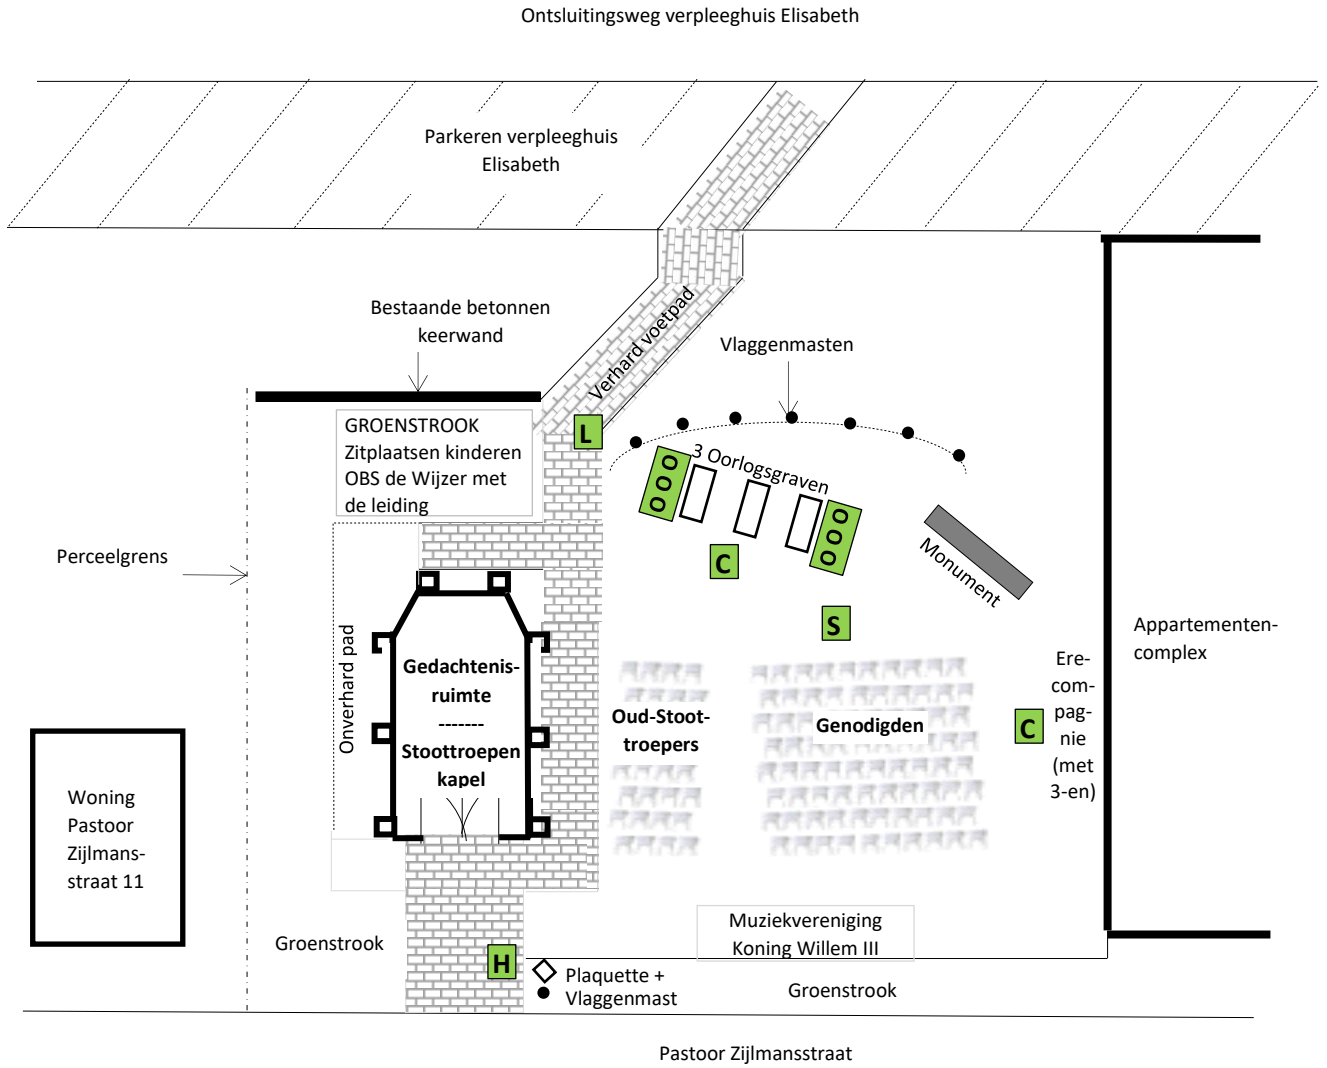 Ontsluitingsweg verpleeghuis Elisabeth
Parkeren verpleeghuis
Elisabeth
Bestaande betonnen
keerwand
Verhard voetpad
Vlaggenmasten
GROENSTROOK
Zitplaatsen kinderen
OBS de Wijzer met
de leiding
L
3 Oorlogsgraven
OOO
OOO
C
S
Monument
Perceelgrens
Onverhard pad
Gedachtenis-
ruimte
-------
Stoottroepen
kapel
Oud-Stoot-
troepers
Genodigden
Ere-
com-
pag-
nie
(met
3-en)
C
Appartementen-
complex
Woning
Pastoor
Zijlmans-
straat 11
Groenstrook
H
Muziekvereniging
Koning Willem III
Plaquette +
Vlaggenmast
Groenstrook
Pastoor Zijlmansstraat